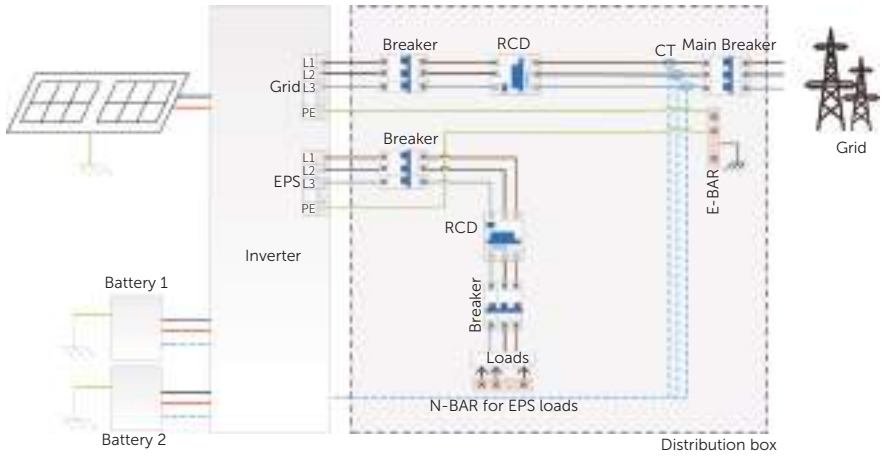 Breaker
RCD
CT
Main Breaker
L1
L2
Grid
L3
PE
Grid
Breaker
L1
L2
EPS
L3
PE
E-BAR
RCD
Inverter
Battery 1
Breaker
Loads
N-BAR for EPS loads
Battery 2
Distribution box